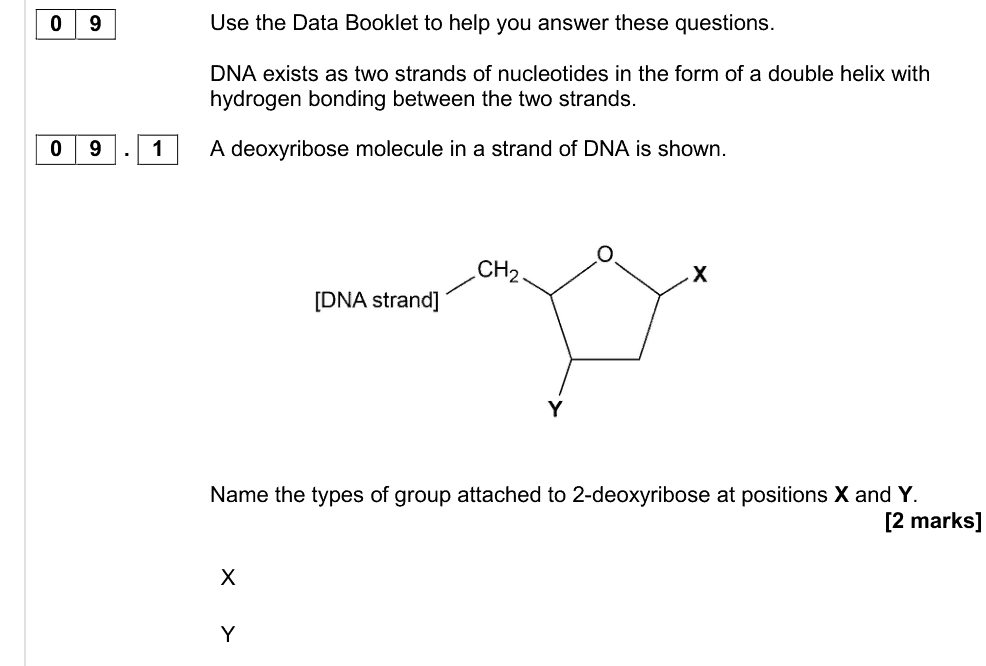 0 9 Use the Data Booklet to help you answer these questions.
DNA exists as two strands of nucleotides in the form of a double helix with
hydrogen bonding between the two strands.
0 9 . 1 A deoxyribose molecule in a strand of DNA is shown.
O
CH2 X
[DNA strand]
Y
Name the types of group attached to 2-deoxyribose at positions X and Y.
[2 marks]
X
Y